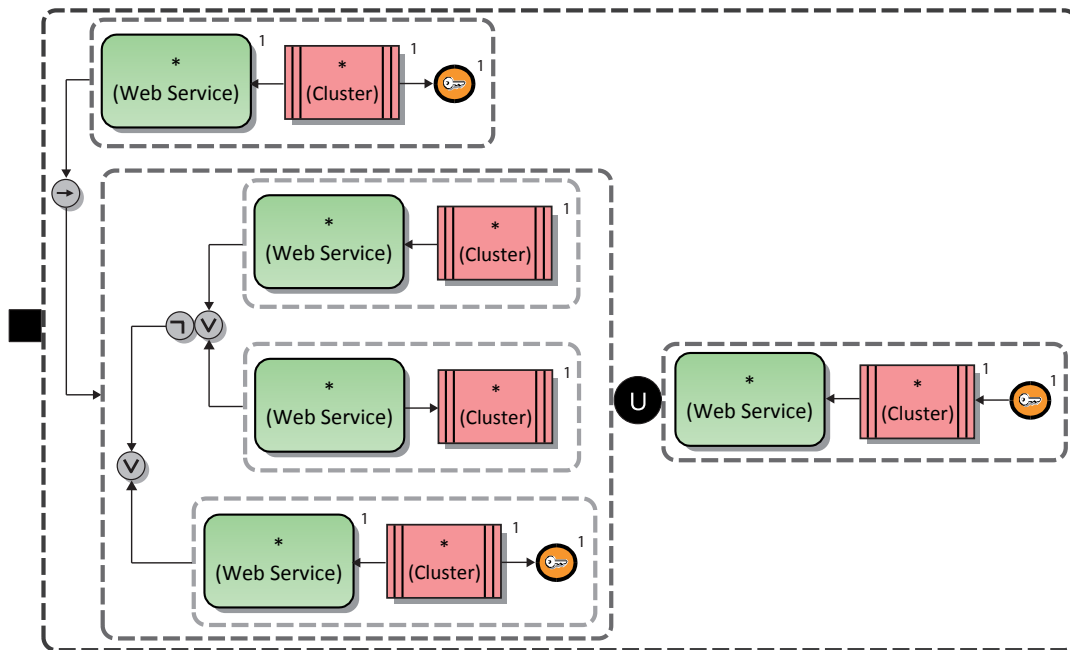 1
1
1
*
(Web Service)
*
(Cluster)
→
1
*
(Web Service)
*
(Cluster)
¬
∨
1
*
(Web Service)
*
(Cluster)
U
1
1
*
(Web Service)
*
(Cluster)
∨
1
1
1
*
(Web Service)
*
(Cluster)